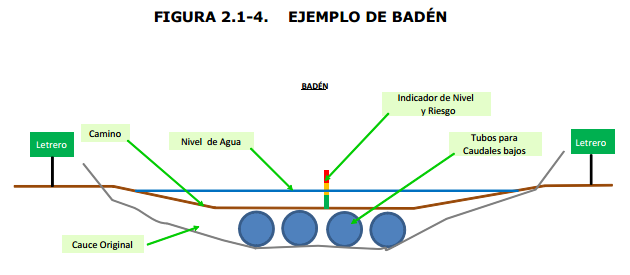 FIGURA 2.1-4. EJEMPLO DE BADÉN
BADÉN
Indicador de Nivel
y Riesgo
Camino
Letrero
Nivel de Agua
Tubos para
Caudales bajos
Letrero
Cauce Original